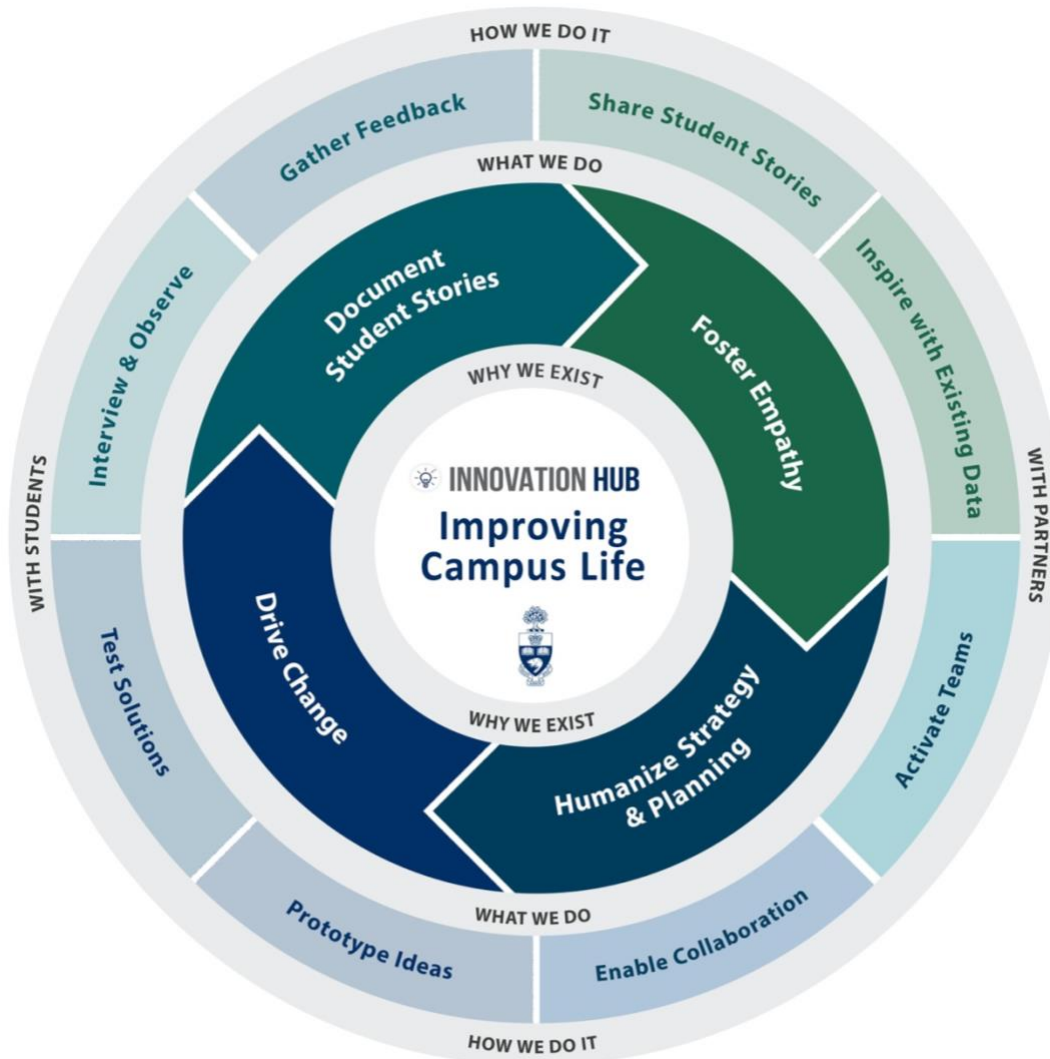 HOW WE DO IT
Gather Feedback
Share Student Stories
WHAT WE DO
Interview & Observe
Inspire with Existing Data
Document
Student Stories
Foster Empathy
WHY WE EXIST
WITH STUDENTS
WITH PARTNERS
INNOVATION HUB
Improving
Campus Life
Drive Change
Humanize Strategy
& Planning
WHY WE EXIST
Test Solutions
Activate Teams
WHAT WE DO
Prototype Ideas
Enable Collaboration
HOW WE DO IT